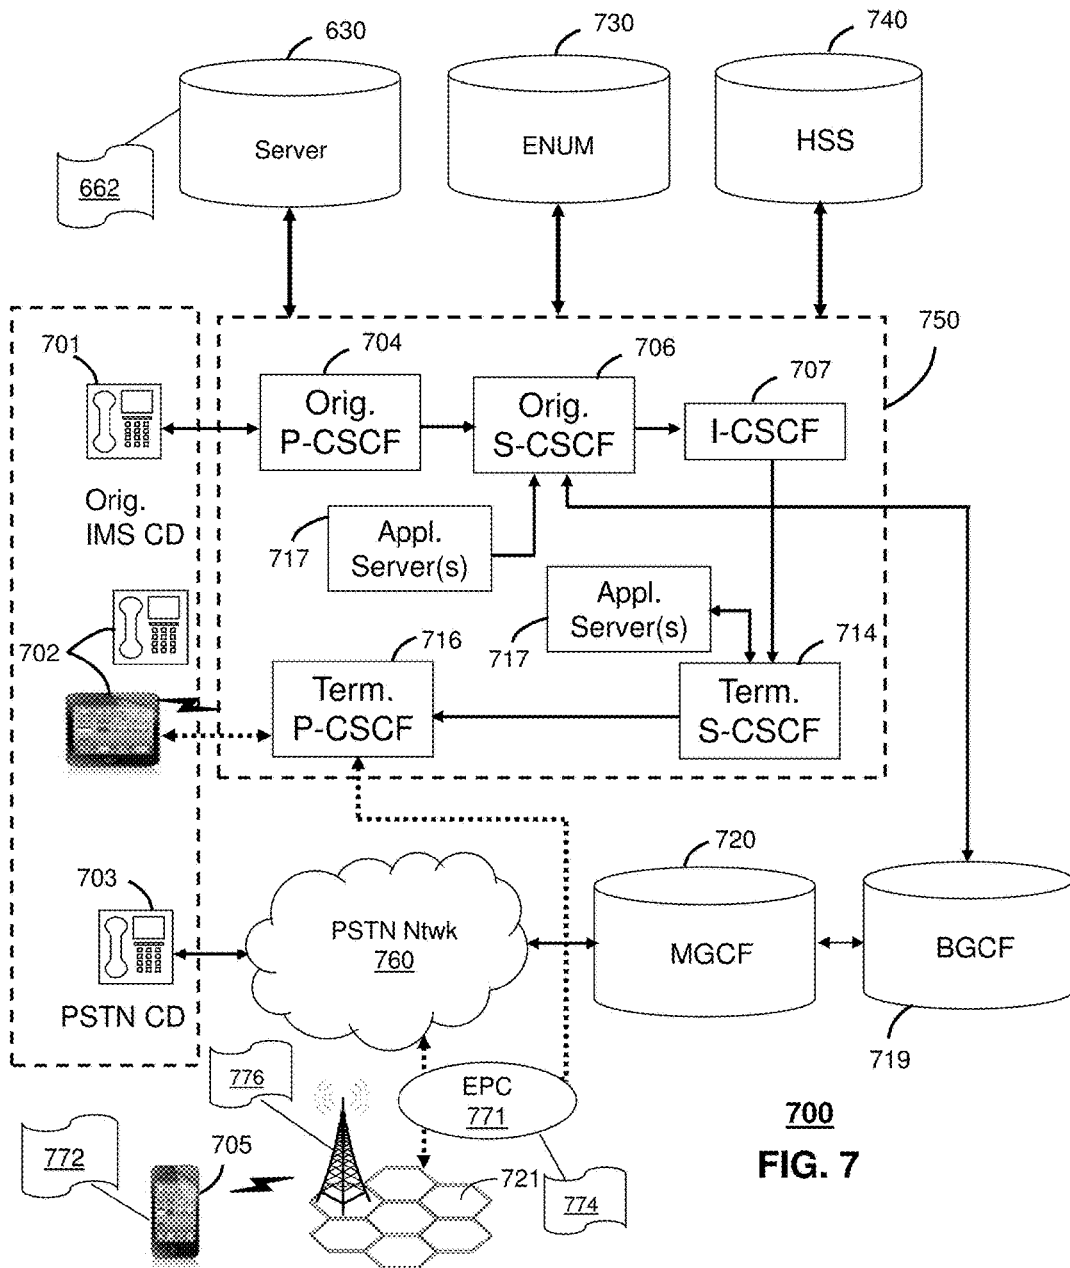 630
730
740
Server
ENUM
HSS
662
750
701
704
706
707
Orig.
P-CSCF
Orig.
S-CSCF
I-CSCF
Orig.
IMS CD
717
Appl.
Server(s)
Appl.
Server(s)
717
702
716
714
Term.
P-CSCF
Term.
S-CSCF
720
703
PSTN Ntwk
760
MGCF
BGCF
PSTN CD
719
776
EPC
771
772
705
721
774
700
FIG. 7